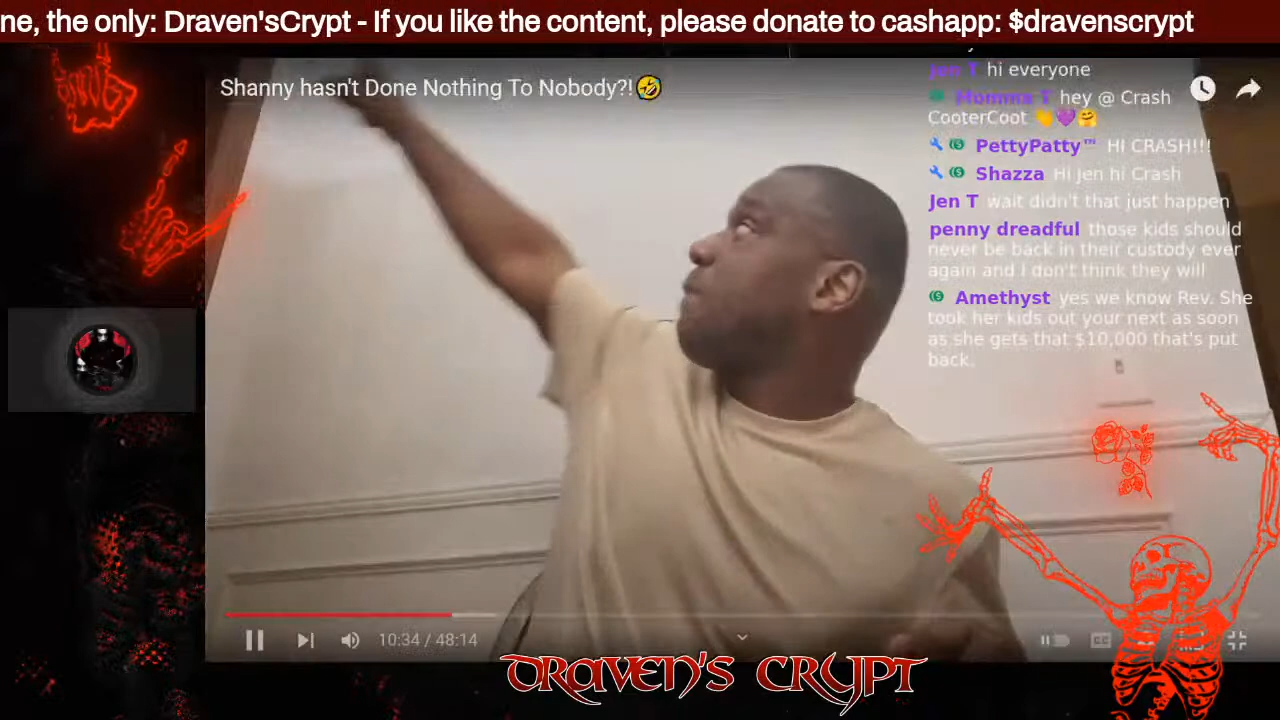 ne, the only: Draven'sCrypt - If you like the content, please donate to cashapp: $dravenscrypt
Shanny hasn't Done Nothing To Nobody?!🤣
Jen T hi everyone
Momma T hey @ Crash
CooterCoot 👋💜🤗
PettyPatty™ HI CRASH!!!
Shazza Hi Jen hi Crash
Jen T wait didn't that just happen
penny dreadful those kids should
never be back in their custody ever
again and I don't think they will
Amethyst yes we know Rev. She
took her kids out your next as soon
as she gets that $10,000 that's put
back.
10:34 / 48:14
CC
DRAVEN'S CRYPT